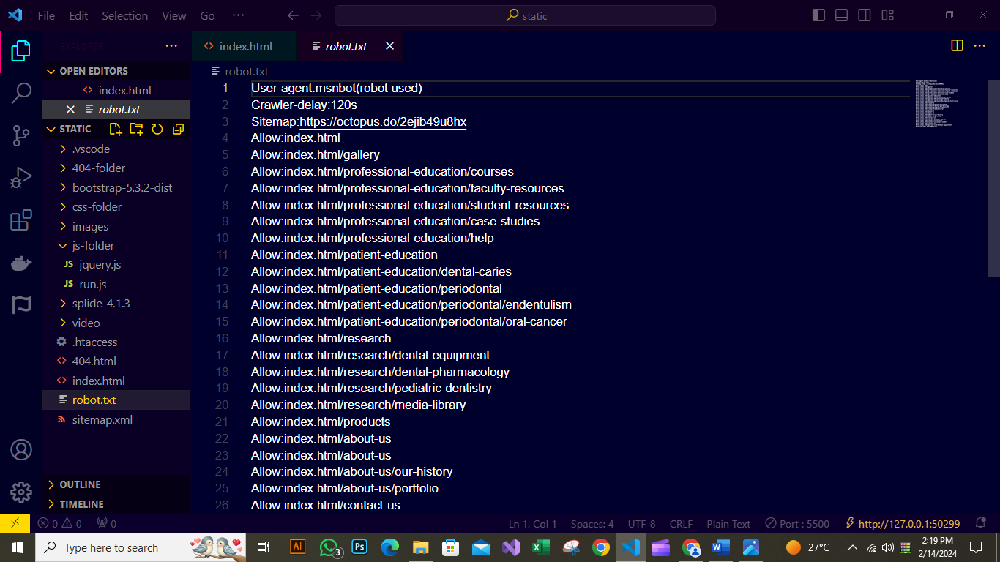 File Edit Selection View Go ··· static
EXPLORER ···
index.html robot.txt
OPEN EDITORS
index.html
robot.txt
STATIC
.vscode
404-folder
bootstrap-5.3.2-dist
css-folder
images
js-folder
JS jquery.js
JS run.js
splide-4.1.3
video
.htaccess
404.html
index.html
robot.txt
sitemap.xml
OUTLINE
TIMELINE
robot.txt
1 User-agent:msnbot(robot used)
2 Crawler-delay:120s
3 Sitemap:https://octopus.do/2ejib49u8hx
4 Allow:index.html
5 Allow:index.html/gallery
6 Allow:index.html/professional-education/courses
7 Allow:index.html/professional-education/faculty-resources
8 Allow:index.html/professional-education/student-resources
9 Allow:index.html/professional-education/case-studies
10 Allow:index.html/professional-education/help
11 Allow:index.html/patient-education
12 Allow:index.html/patient-education/dental-caries
13 Allow:index.html/patient-education/periodontal
14 Allow:index.html/patient-education/periodontal/endentulism
15 Allow:index.html/patient-education/periodontal/oral-cancer
16 Allow:index.html/research
17 Allow:index.html/research/dental-equipment
18 Allow:index.html/research/dental-pharmacology
19 Allow:index.html/research/pediatric-dentistry
20 Allow:index.html/research/media-library
21 Allow:index.html/products
22 Allow:index.html/about-us
23 Allow:index.html/about-us
24 Allow:index.html/about-us/our-history
25 Allow:index.html/about-us/portfolio
26 Allow:index.html/contact-us
0 0 0 Ln 1, Col 1 Spaces: 4 UTF-8 CRLF Plain Text Port : 5500 http://127.0.0.1:50299
Type here to search Ai 3 Ps 27°C 2:19 PM
2/14/2024